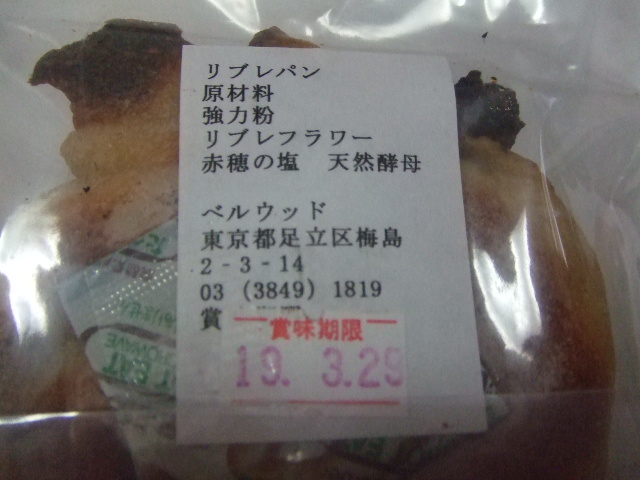 リブレパン
原材料
強力粉
リブレフラワー
赤穂の塩　天然酵母
ベルウッド
東京都足立区梅島
2-3-14
03 (3849) 1819
賞
賞味期限
19. 3.29